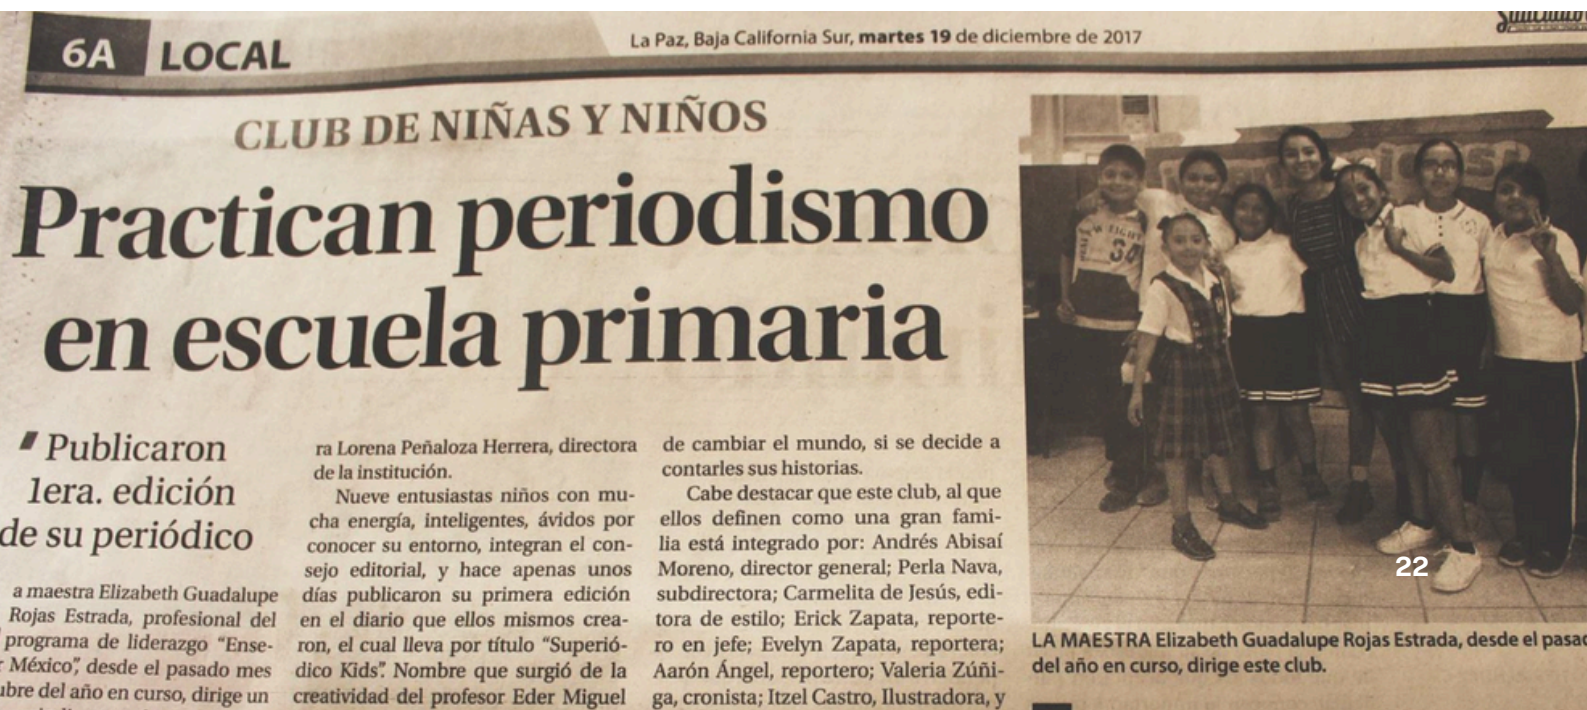 6A LOCAL
La Paz, Baja California Sur, martes 19 de diciembre de 2017
CLUB DE NIÑAS Y NIÑOS
Practican periodismo
en escuela primaria
Publicaron
1era. edición
de su periódico
a maestra Elizabeth Guadalupe
Rojas Estrada, profesional del
programa de liderazgo “Ense-
México”, desde el pasado mes
del año en curso, dirige un
ra Lorena Peñaloza Herrera, directora
de la institución.
Nueve entusiastas niños con mu-
cha energía, inteligentes, ávidos por
conocer su entorno, integran el con-
sejo editorial, y hace apenas unos
días publicaron su primera edición
en el diario que ellos mismos crea-
ron, el cual lleva por título “Superió-
dico Kids”. Nombre que surgió de la
creatividad del profesor Eder Miguel
de cambiar el mundo, si se decide a
contarles sus historias.
Cabe destacar que este club, al que
ellos definen como una gran fami-
lia está integrado por: Andrés Abisaí
Moreno, director general; Perla Nava,
subdirectora; Carmelita de Jesús, edi-
tora de estilo; Erick Zapata, reporte-
ro en jefe; Evelyn Zapata, reportera;
Aarón Ángel, reportero; Valeria Zúñi-
ga, cronista; Itzel Castro, Ilustradora, y
30
22
LA MAESTRA Elizabeth Guadalupe Rojas Estrada, desde el
del año en curso, dirige este club.